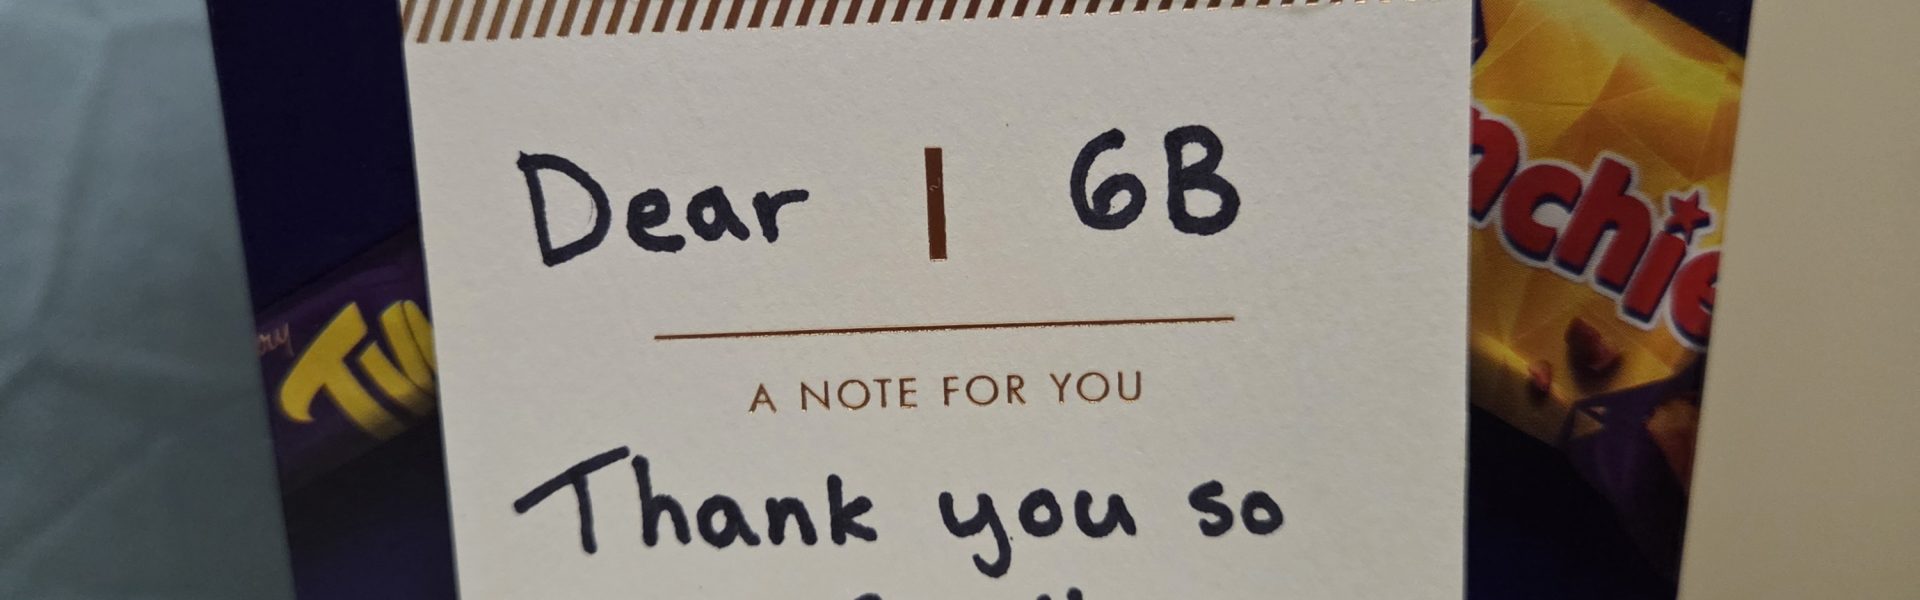 Dear | 6B
A NOTE FOR YOU
Thank you so